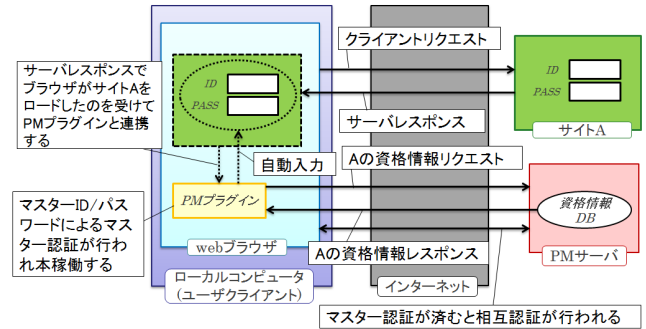 クライアントリクエスト
サーバレスポンスで
ブラウザがサイトAを
ロードしたのを受けて
PMプラグインと連携
する
ID
PASS
ID
PASS
サーバレスポンス
サイトA
自動入力
Aの資格情報リクエスト
マスターID/パス
ワードによるマス
ター認証が行わ
れ本稼働する
PMプラグイン
資格情報
DB
webブラウザ
Aの資格情報レスポンス
PMサーバ
ローカルコンピュータ
(ユーザクライアント)
インターネット
マスター認証が済むと相互認証が行われる